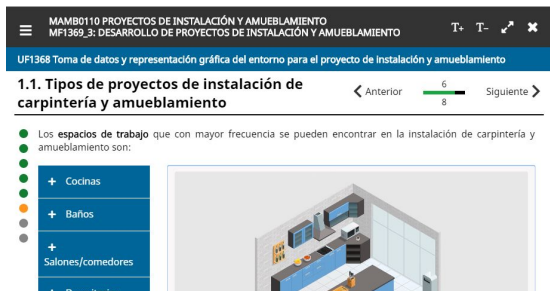 MAMB0110 PROYECTOS DE INSTALACIÓN Y AMUEBLAMIENTO
MF1369_3: DESARROLLO DE PROYECTOS DE INSTALACIÓN Y AMUEBLAMIENTO
T+ T-
UF1368 Toma de datos y representación gráfica del entorno para el proyecto de instalación y amueblamiento
1.1. Tipos de proyectos de instalación de
carpintería y amueblamiento
Anterior
6
8
Siguiente
Los espacios de trabajo que con mayor frecuencia se pueden encontrar en la instalación de carpintería y
amueblamiento son:
+ Cocinas
+ Baños
+
Salones/comedores